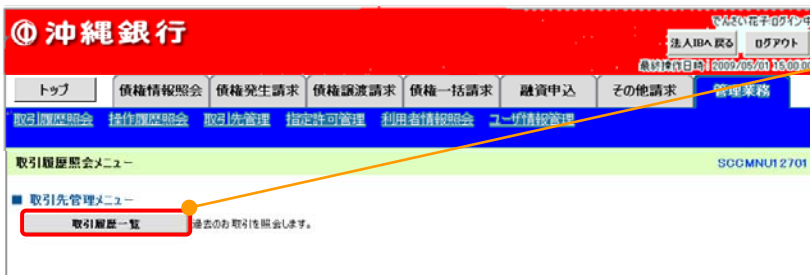 でんさい花子ログイン中
沖縄銀行
法人IBへ戻る ログアウト
最終操作日時 2009/05/01 15:00:00
トップ 債権情報照会 債権発生請求 債権譲渡請求 債権一括請求 融資申込 その他請求 管理業務
取引履歴照会 操作履歴照会 取引先管理 指定許可管理 利用者情報照会 ユーザ情報管理
取引履歴照会メニュー SCCMNU12701
■ 取引先管理メニュー
取引履歴一覧 過去のお取引を照会します。